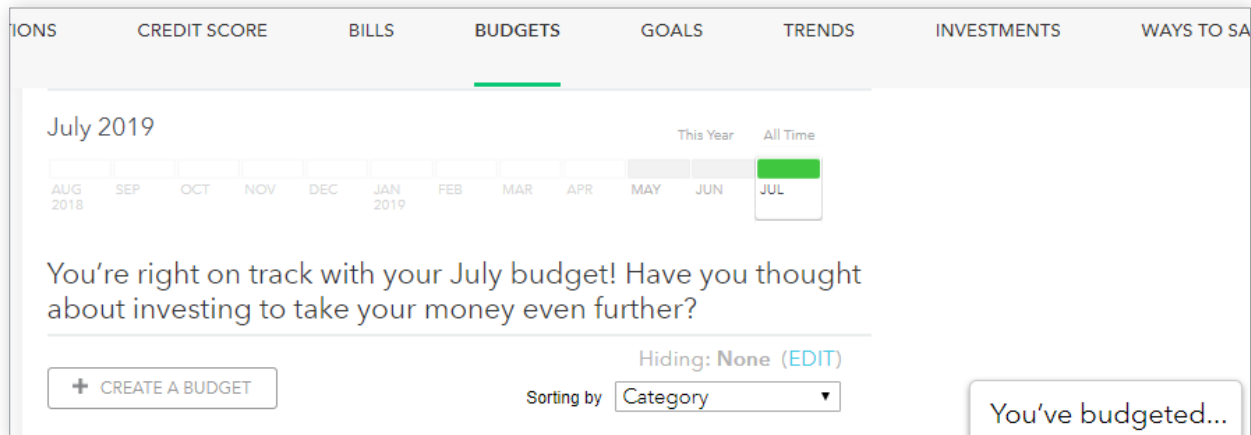 IONS CREDIT SCORE BILLS BUDGETS GOALS TRENDS INVESTMENTS WAYS TO SA
July 2019
This Year All Time
AUG SEP OCT NOV DEC JAN FEB MAR APR MAY JUN JUL
2018 2019
You’re right on track with your July budget! Have you thought
about investing to take your money even further?
Hiding: None (EDIT)
+ CREATE A BUDGET
Sorting by Category
You’ve budgeted...